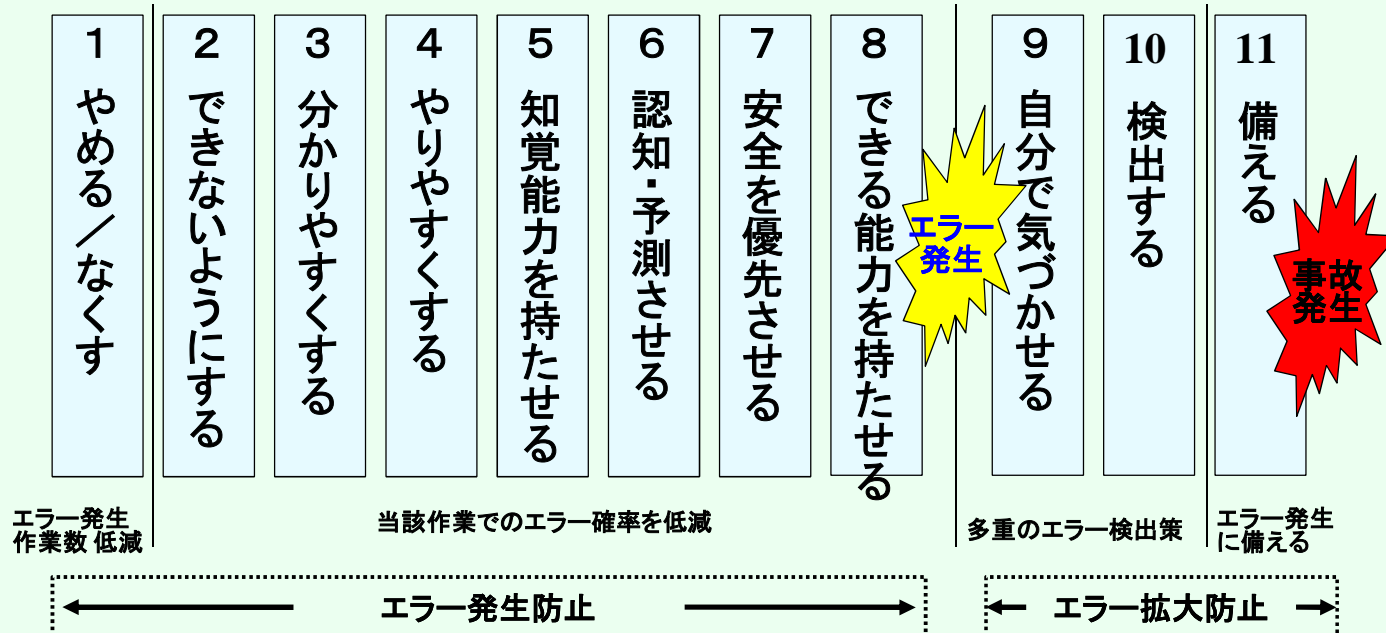 1 やめる／なくす
2 できないようにする
3 分かりやすくする
4 やりやすくする
5 知覚能力を持たせる
6 認知・予測させる
7 安全を優先させる
8 できる能力を持たせる
エラー
発生
9 自分で気づかせる
10 検出する
11 備える
事故
発生
エラー発生
作業数 低減
当該作業でのエラー確率を低減
多重のエラー検出策
エラー発生
に備える
エラー発生防止
エラー拡大防止